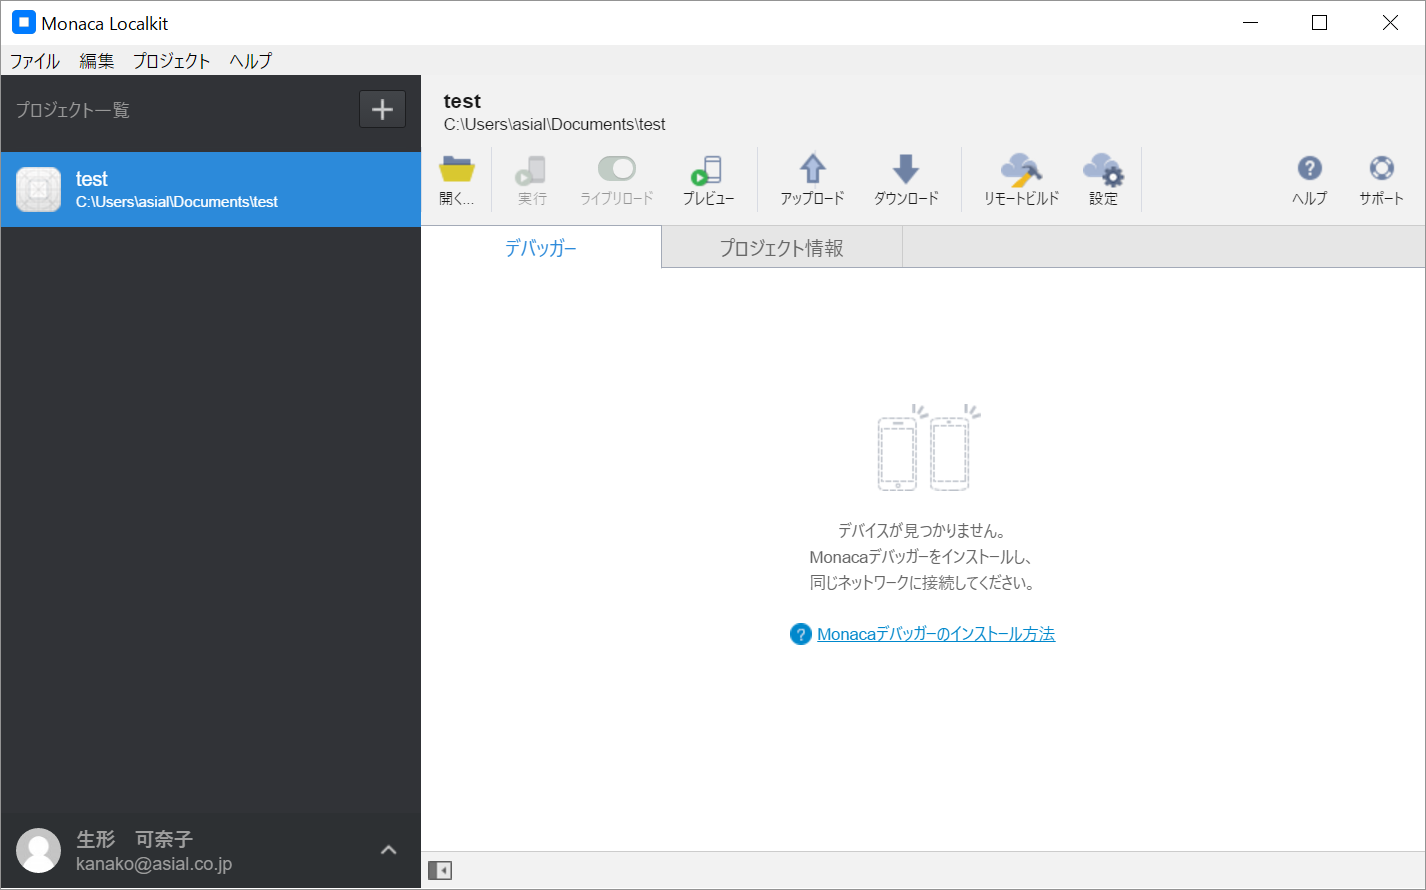 Monaca Localkit
ファイル 編集 プロジェクト ヘルプ
プロジェクト一覧
test
C:\Users\asial\Documents\test
生形 可奈子
kanako@asial.co.jp
test
C:\Users\asial\Documents\test
開く... 実行 ライブリロード プレビュー アップロード ダウンロード リモートビルド 設定 ヘルプ サポート
デバッガー プロジェクト情報
デバイスが見つかりません。
Monacaデバッガーをインストールし、
同じネットワークに接続してください。
? Monacaデバッガーのインストール方法